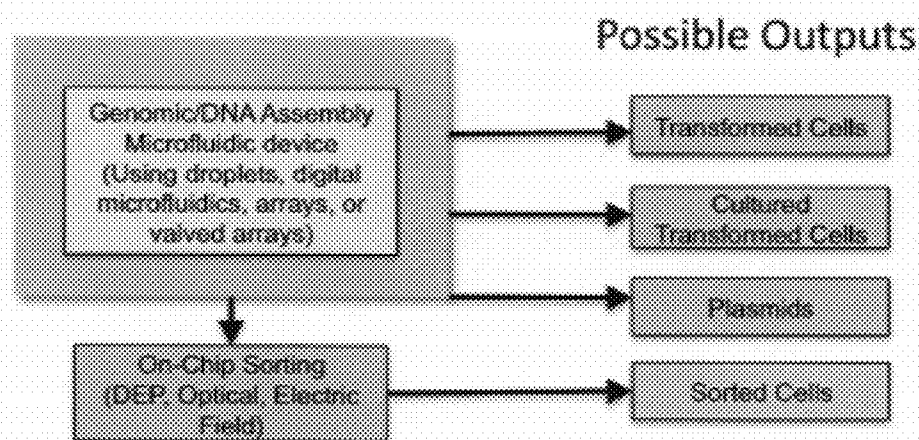 Possible Outputs
Genomic/DNA Assembly
Microfluidic device
(Using droplets, digital
microfluidics, arrays, or
valved arrays)
Transformed Cells
Cultured
Transformed Cells
Plasmids
On-Chip Sorting
(DEP, Optical, Electric
Field)
Sorted Cells